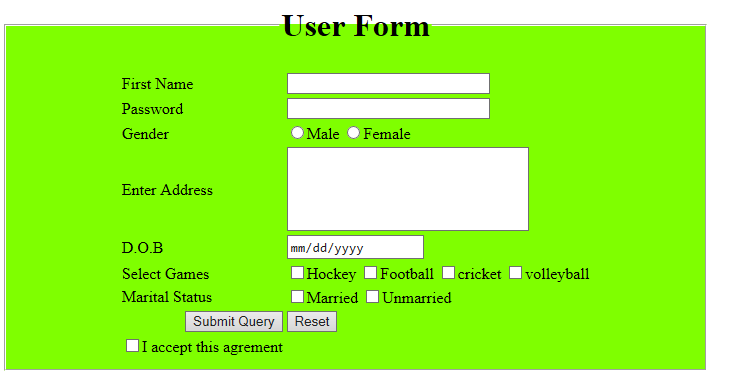 User Form
First Name
Password
Gender Male Female
Enter Address
D.O.B mm/dd/yyyy
Select Games Hockey Football cricket volleyball
Marital Status Married Unmarried
Submit Query Reset
I accept this agrement